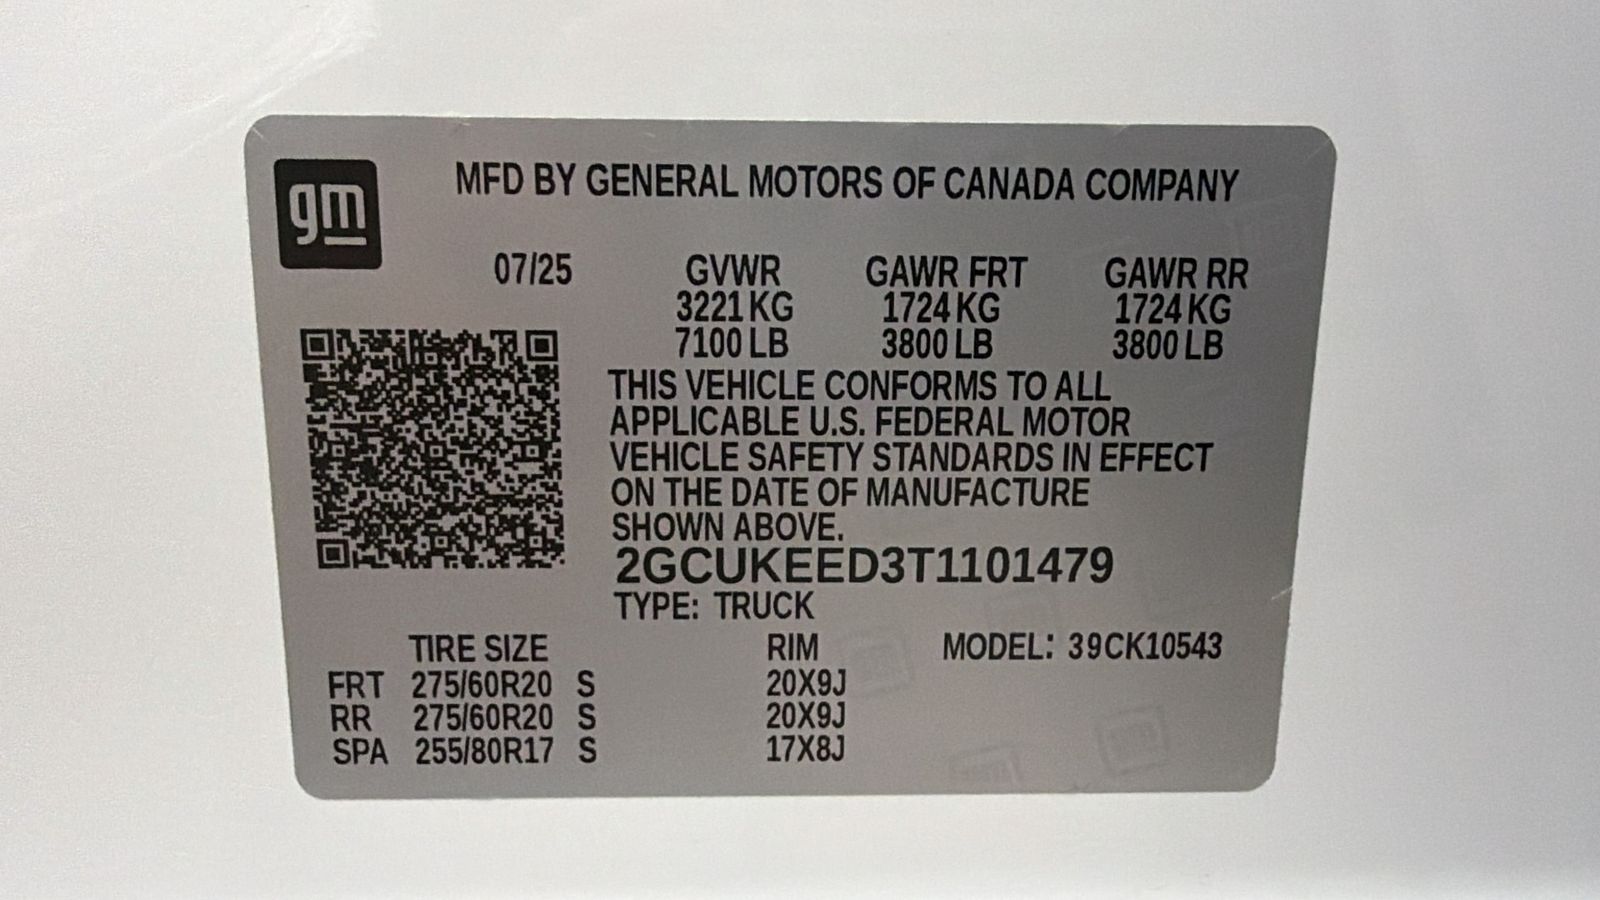 gm
MFD BY GENERAL MOTORS OF CANADA COMPANY
07/25 GVWR GAWR FRT GAWR RR
3221 KG 1724 KG 1724 KG
7100 LB 3800 LB 3800 LB
THIS VEHICLE CONFORMS TO ALL
APPLICABLE U.S. FEDERAL MOTOR
VEHICLE SAFETY STANDARDS IN EFFECT
ON THE DATE OF MANUFACTURE
SHOWN ABOVE.
2GCUKEED3T1101479
TYPE: TRUCK
TIRE SIZE RIM MODEL: 39CK10543
FRT 275/60R20 S 20X9J
RR 275/60R20 S 20X9J
SPA 255/80R17 S 17X8J